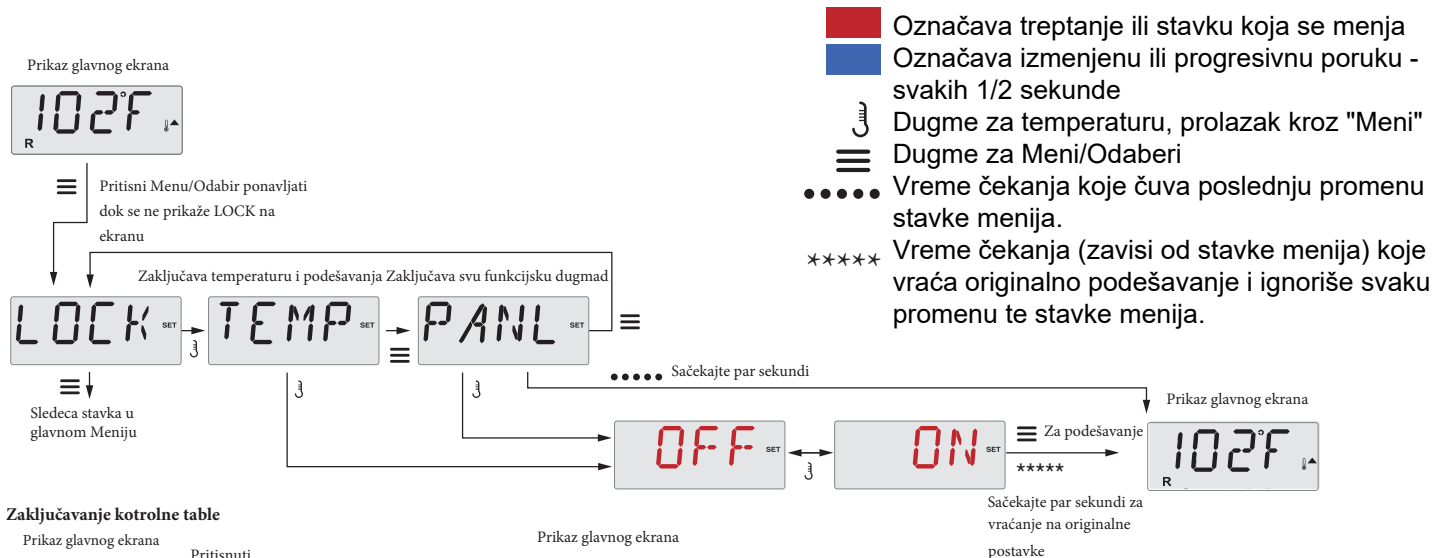 Označava treptanje ili stavku koja se menja
Označava izmenjenu ili progresivnu poruku -
svakih 1/2 sekunde
Dugme za temperaturu, prolazak kroz "Meni"
Dugme za Meni/Odaberi
Vreme čekanja koje čuva poslednju promenu
stavke menija.
***** Vreme čekanja (zavisi od stavke menija) koje
vraća originalno podešavanje i ignoriše svaku
promenu te stavke menija.
Prikaz glavnog ekrana
102°F
R
Pritisni Menu/Odabir ponavljati
dok se ne prikaže LOCK na
ekranu
Zaključava temperaturu i podešavanja Zaključava svu funkcijsku dugmad
LOCK SET
TEMP SET
PANL SET
Sledeca stavka u
glavnom Meniju
Sačekajte par sekundi
OFF SET
ON SET
Za podešavanje
*****
Sačekajte par sekundi za
vraćanje na originalne
postavke
Prikaz glavnog ekrana
102°F
R
Zaključavanje kotrolne table
Prikaz glavnog ekrana
Pritisnuti
Prikaz glavnog ekrana